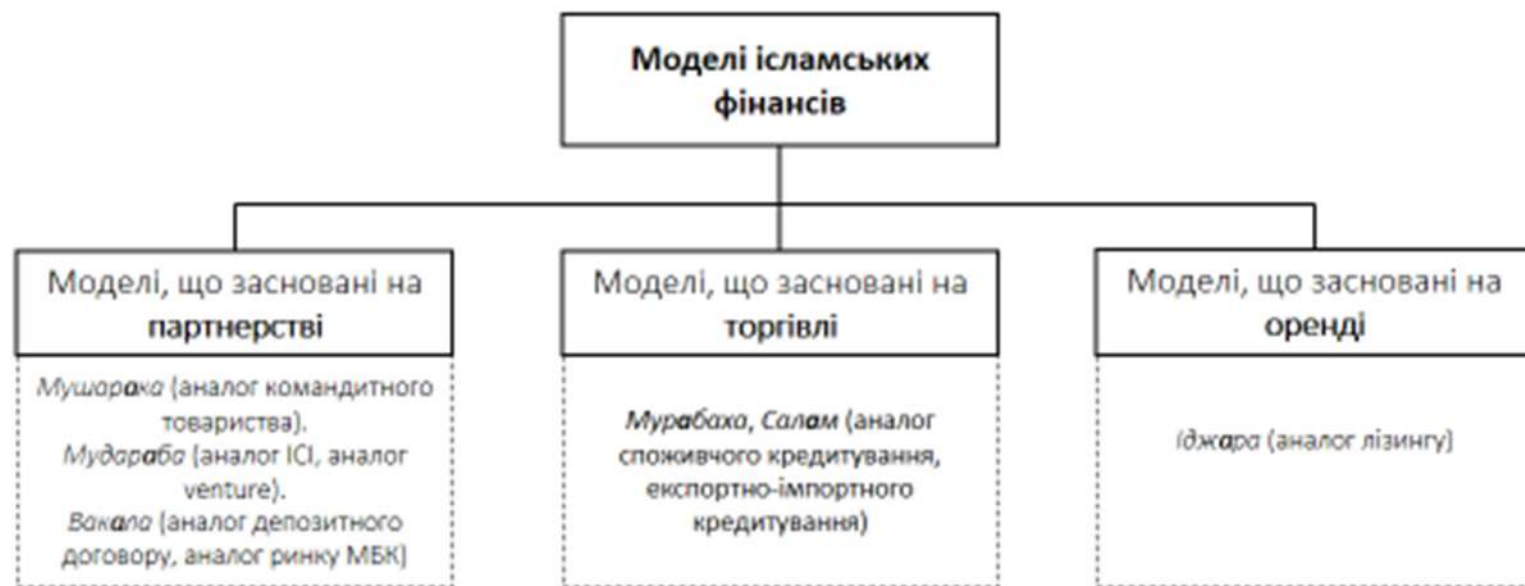 Моделі ісламських
фінансів
Моделі, що засновані на
партнерстві
Мушарака (аналог командитного
товариства).
Мудараба (аналог ІСІ, аналог
venture).
Вакала (аналог депозитного
договору, аналог ринку МБК)
Моделі, що засновані на
торгівлі
Мурабаха, Салам (аналог
споживчого кредитування,
експортно-імпортного
кредитування)
Моделі, що засновані на
оренді
Іджара (аналог лізингу)